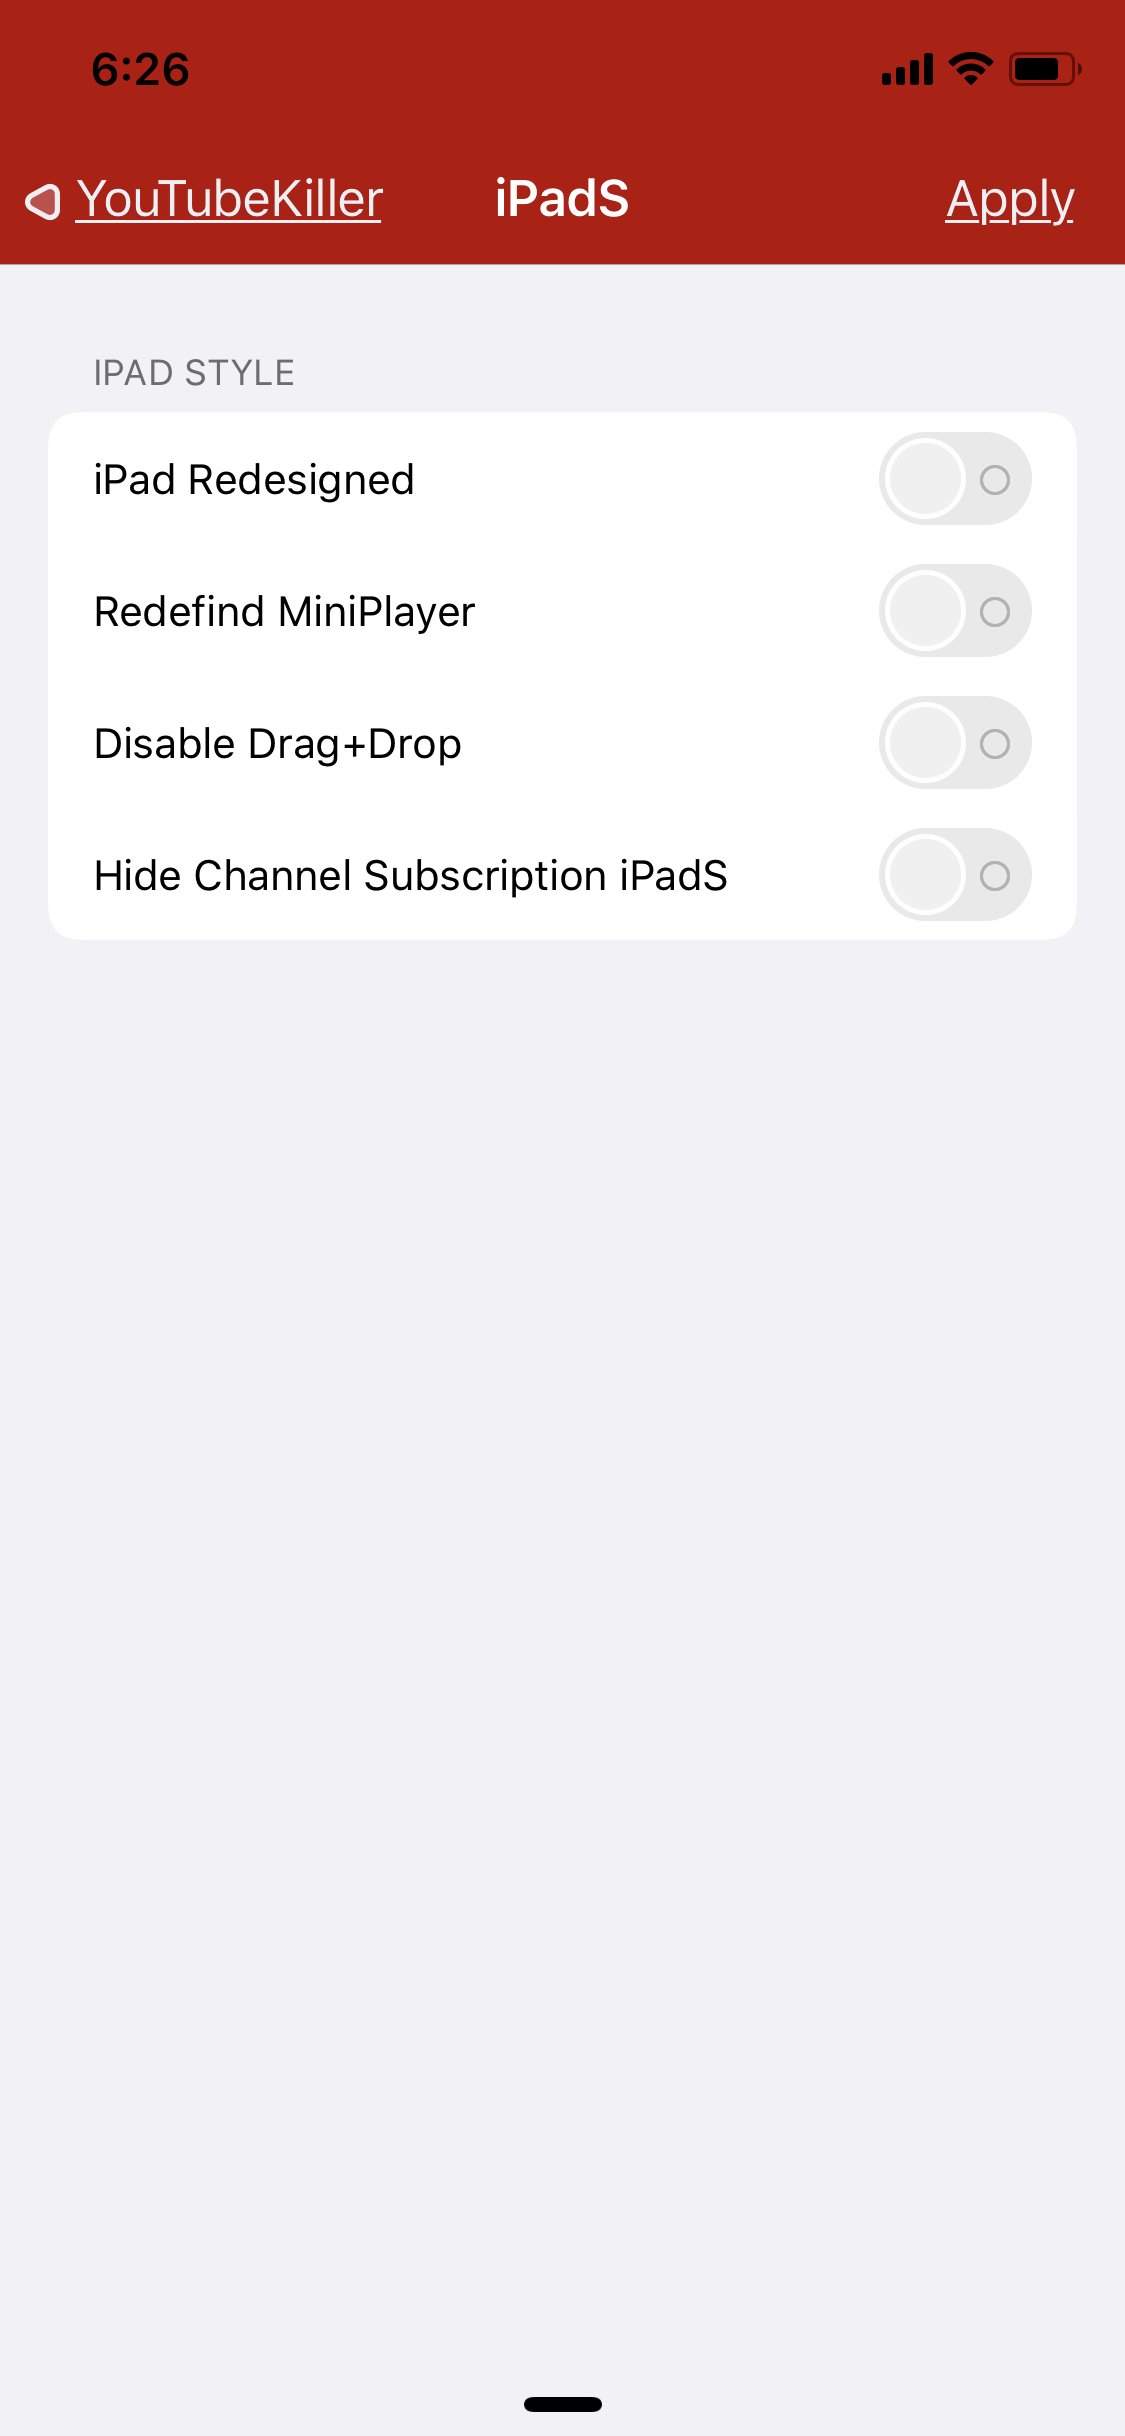 6:26
YouTubeKiller iPadS Apply
IPAD STYLE
iPad Redesigned
Redefind MiniPlayer
Disable Drag+Drop
Hide Channel Subscription iPadS